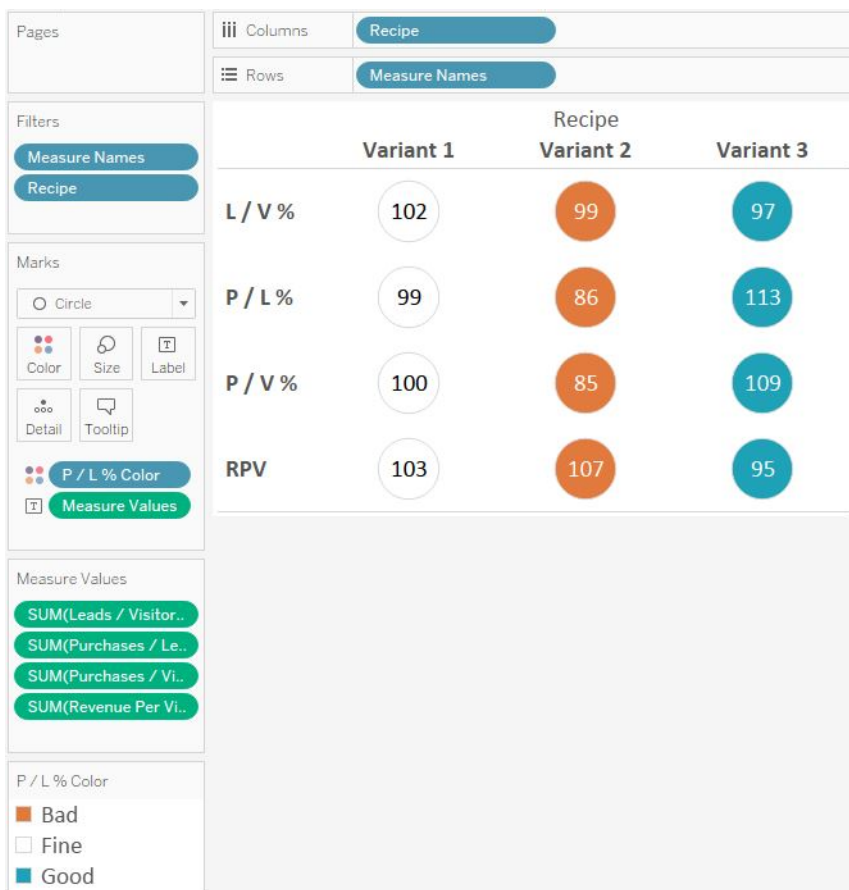 Pages
Columns
Recipe
Rows
Measure Names
Filters
Measure Names
Recipe
Marks
Circle
Color
Size
T
Label
Detail
Tooltip
P / L % Color
T
Measure Values
Measure Values
SUM(Leads / Visitor..
SUM(Purchases / Le..
SUM(Purchases / Vi..
SUM(Revenue Per Vi..
P / L % Color
Bad
Fine
Good
Recipe
Variant 1 Variant 2 Variant 3
L / V % 102 99 97
P / L % 99 86 113
P / V % 100 85 109
RPV 103 107 95